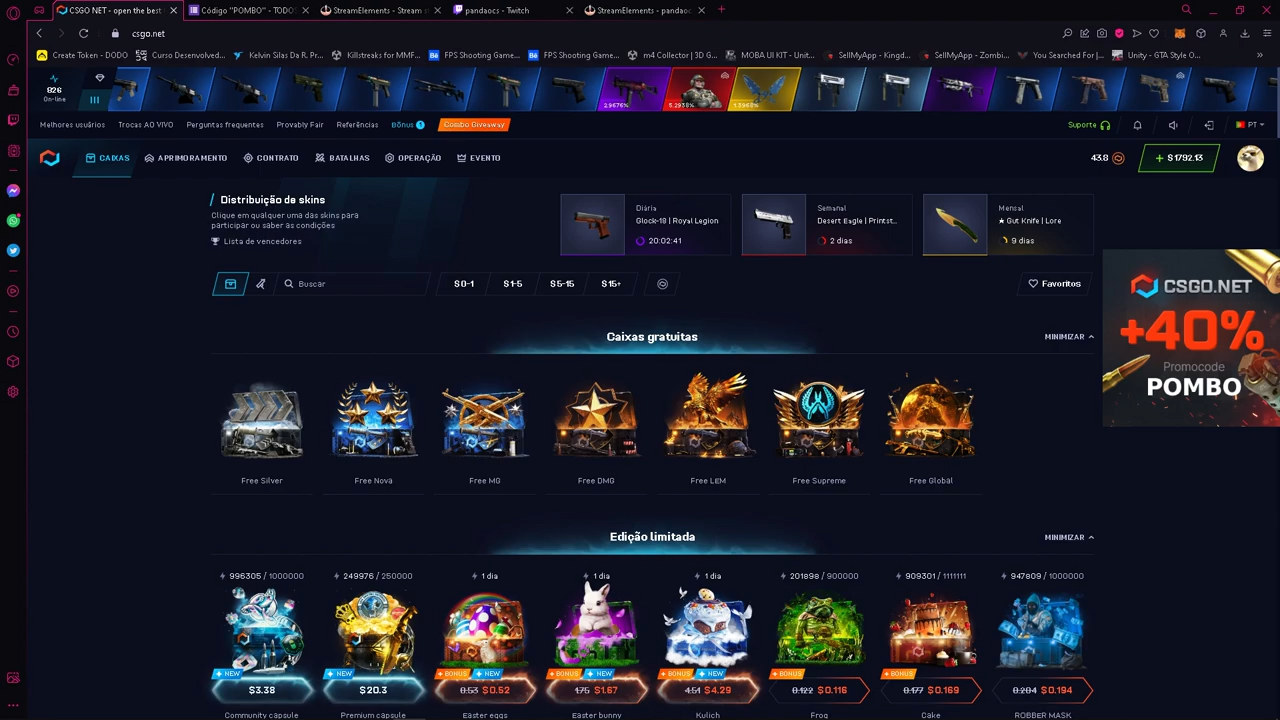 CSGO.NET - open the best
Código "POMBO" - TODOS
StreamElements - Stream
pandaocs - Twitch
StreamElements - pandaoc
csgo.net
Create Token - DODO
Curso Desenvolved...
Kelvin Silas Da R. Pr...
Killstreaks for MMF...
FPS Shooting Game...
FPS Shooting Game...
m4 Collector | 3D G...
MOBA UI KIT - Unit...
SellMyApp - Kingd...
SellMyApp - Zombi...
You Searched For |...
Unity - GTA Style O...
826
On-line
2.9676%
5.2938%
1.3968%
Melhores usuários
Trocas AO VIVO
Perguntas frequentes
Provably Fair
Referências
Bônus
Combo Giveaway
Suporte
PT
CAIXAS
APRIMORAMENTO
CONTRATO
BATALHAS
OPERAÇÃO
EVENTO
43.8
+ $1792.13
Distribuição de skins
Clique em qualquer uma das skins para
participar ou saber as condições
Lista de vencedores
Diária
Glock-18 | Royal Legion
20:02:41
Semanal
Desert Eagle | Printst...
2 dias
Mensal
★ Gut Knife | Lore
9 dias
Buscar
$0-1
$1-5
$5-15
$15+
Favoritos
CSGO.NET
+40%
Promocode
POMBO
Caixas gratuitas
MINIMIZAR
Free Silver
Free Nova
Free MG
Free DMG
Free LEM
Free Supreme
Free Global
Edição limitada
MINIMIZAR
996305 / 1000000
249976 / 250000
1 dia
1 dia
1 dia
201898 / 900000
909301 / 1111111
947809 / 1000000
+ NEW
+ NEW
+ BONUS + NEW
+ BONUS + NEW
+ BONUS + NEW
+ BONUS
+ BONUS
$3.38
$20.3
0.53 $0.52
1.75 $1.67
4.51 $4.29
0.122 $0.116
0.177 $0.169
0.204 $0.194
Community capsule
Premium capsule
Easter eggs
Easter bunny
Kulich
Frog
Cake
ROBBER MASK